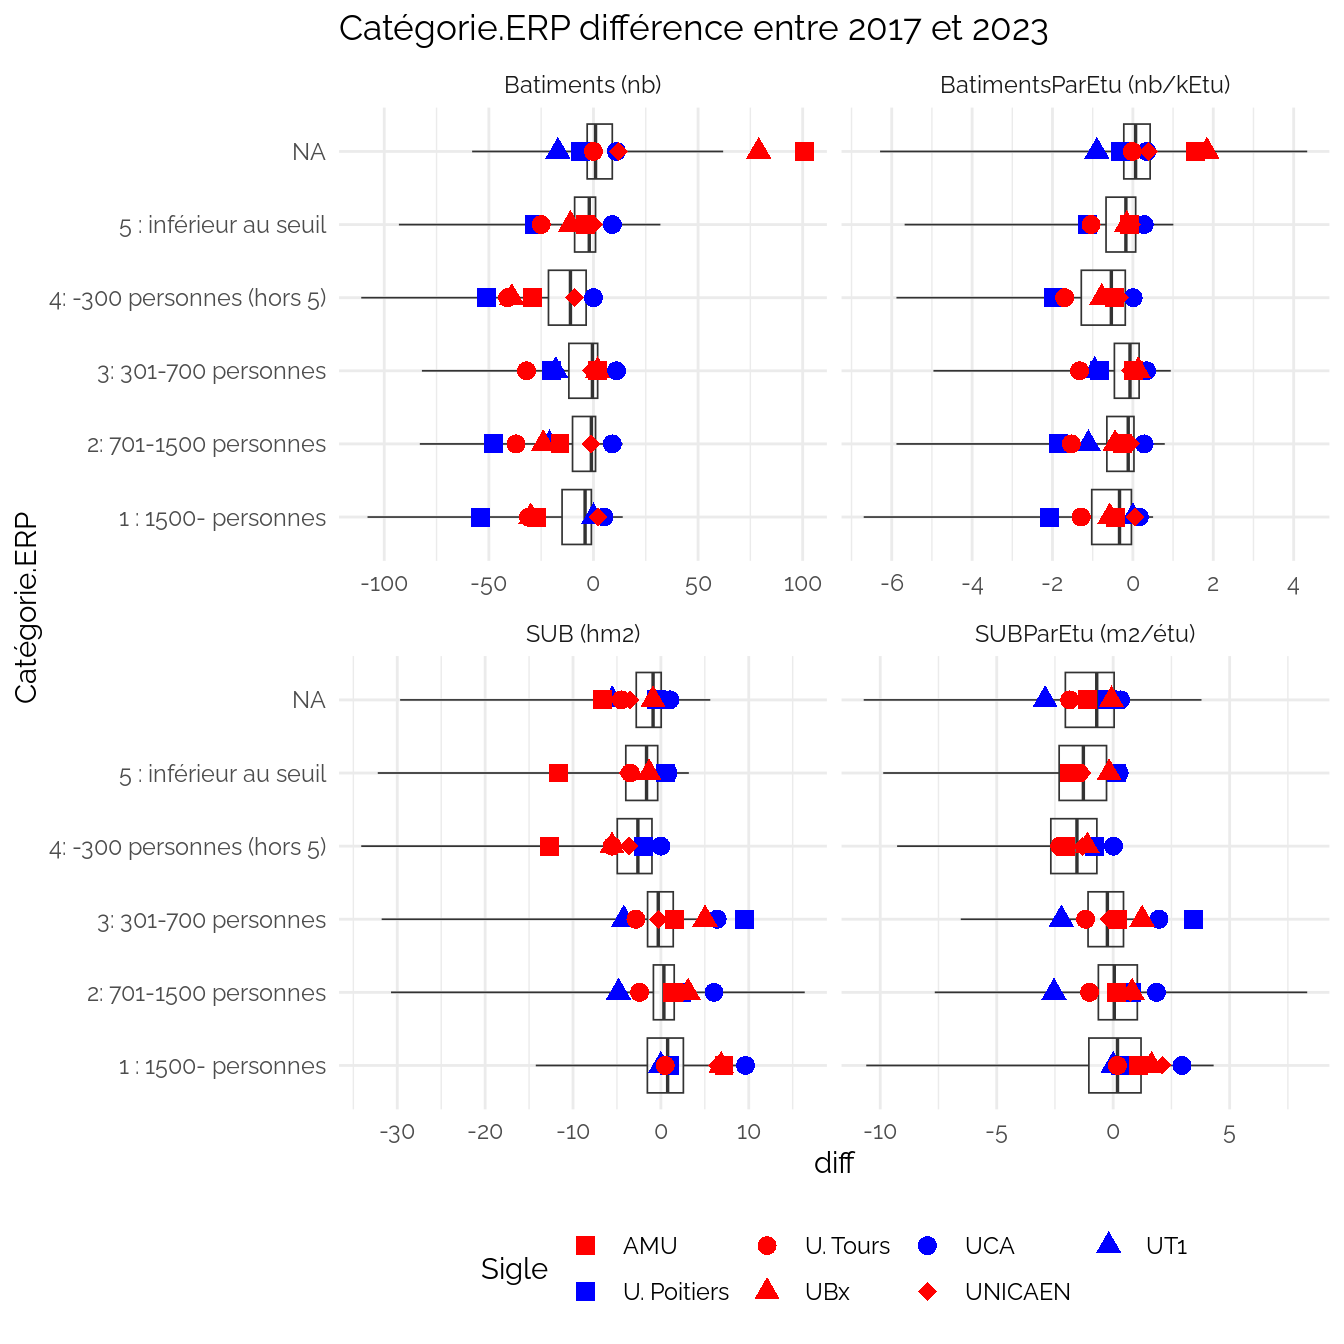 Catégorie.ERP différence entre 2017 et 2023
Batiments (nb)
BatimentsParEtu (nb/kEtu)
NA
5 : inférieur au seuil
4: -300 personnes (hors 5)
3: 301-700 personnes
2: 701-1500 personnes
1 : 1500- personnes
-100 -50 0 50 100
-6 -4 -2 0 2 4
Catégorie.ERP
SUB (hm2)
SUBParEtu (m2/étu)
NA
5 : inférieur au seuil
4: -300 personnes (hors 5)
3: 301-700 personnes
2: 701-1500 personnes
1 : 1500- personnes
-30 -20 -10 0 10
-10 -5 0 5
diff
Sigle
AMU U. Tours UCA UT1
U. Poitiers UBx UNICAEN